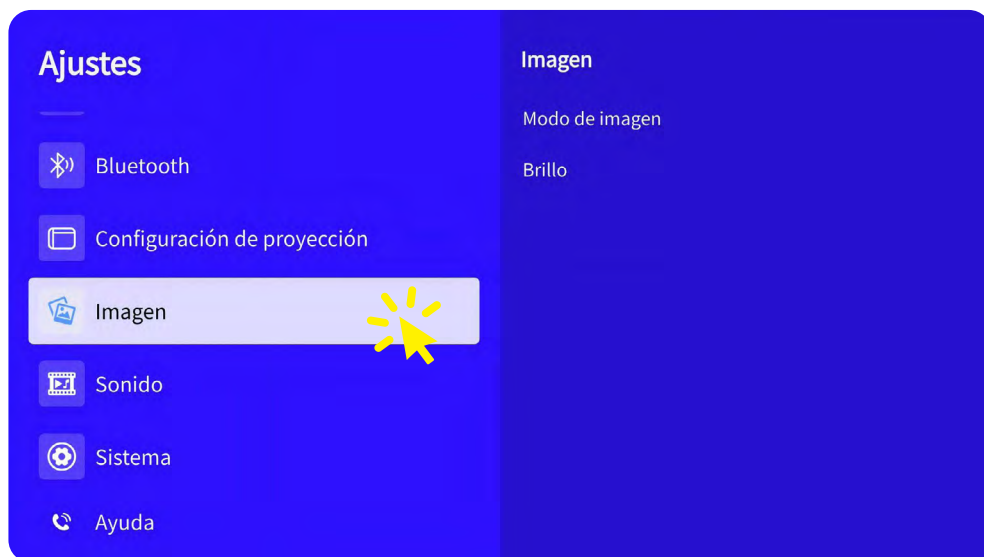 Ajustes
Bluetooth
Configuración de proyección
Imagen
Sonido
Sistema
Ayuda
Imagen
Modo de imagen
Brillo